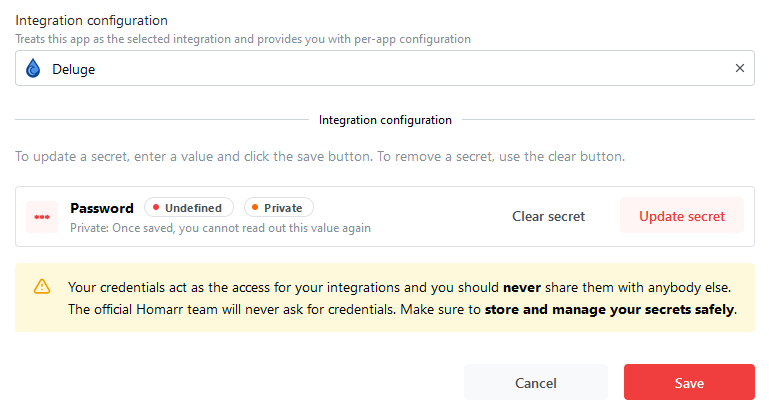 Integration configuration
Treats this app as the selected integration and provides you with per-app configuration
Deluge
Integration configuration
To update a secret, enter a value and click the save button. To remove a secret, use the clear button.
Password Undefined Private
Private: Once saved, you cannot read out this value again
Clear secret
Update secret
Your credentials act as the access for your integrations and you should never share them with anybody else.
The official Homarr team will never ask for credentials. Make sure to store and manage your secrets safely.
Cancel
Save